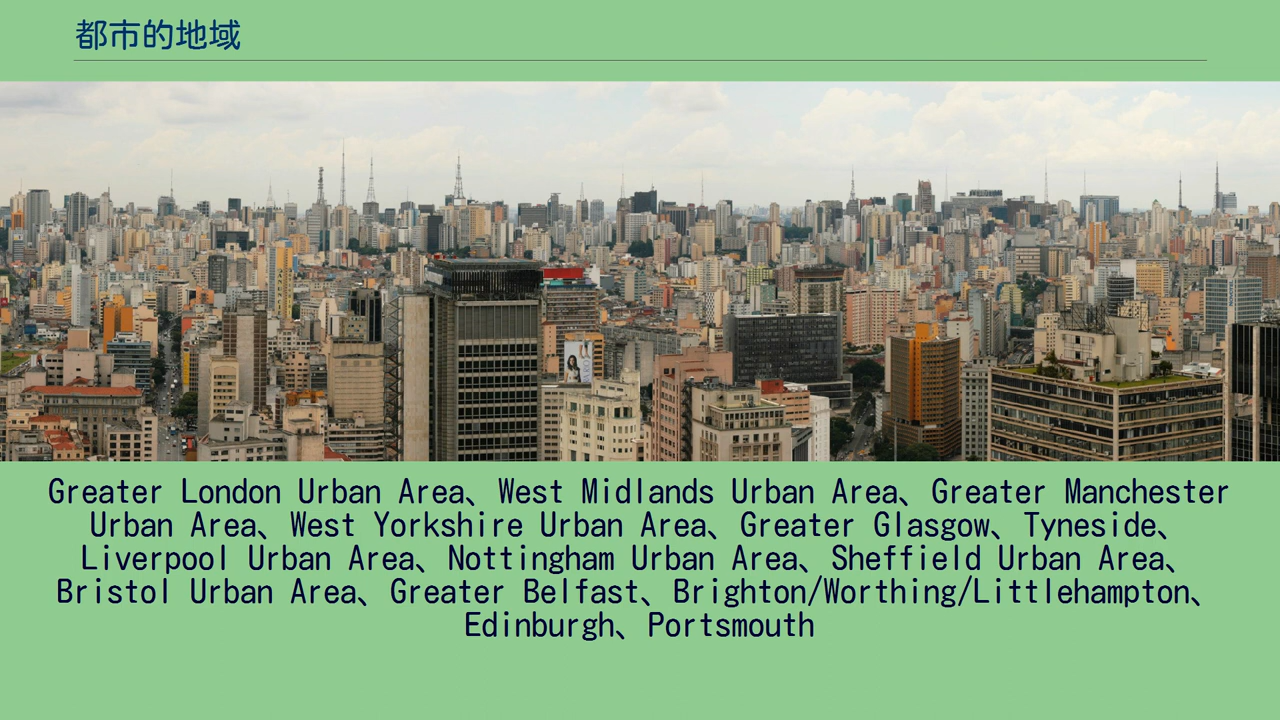 都市的地域
Greater London Urban Area、West Midlands Urban Area、Greater Manchester
Urban Area、West Yorkshire Urban Area、Greater Glasgow、Tyneside、
Liverpool Urban Area、Nottingham Urban Area、Sheffield Urban Area、
Bristol Urban Area、Greater Belfast、Brighton/Worthing/Littlehampton、
Edinburgh、Portsmouth